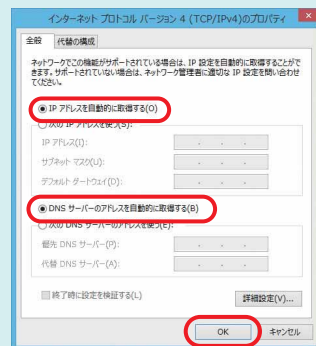 インターネット プロトコル バージョン 4 (TCP/IPv4)のプロパティ
全般 代替の構成
ネットワークでこの機能がサポートされている場合は、IP 設定を自動的に取得することがで
きます。サポートされていない場合は、ネットワーク管理者に適切な IP 設定を問い合わせ
てください。
IP アドレスを自動的に取得する(O)
次の IP アドレスを使う(S):
IP アドレス(I):
サブネット マスク(U):
デフォルト ゲートウェイ(D):
DNS サーバーのアドレスを自動的に取得する(B)
次の DNS サーバーのアドレスを使う(E):
優先 DNS サーバー(P):
代替 DNS サーバー(A):
終了時に設定を検証する(L)
詳細設定(V)...
OK キャンセル